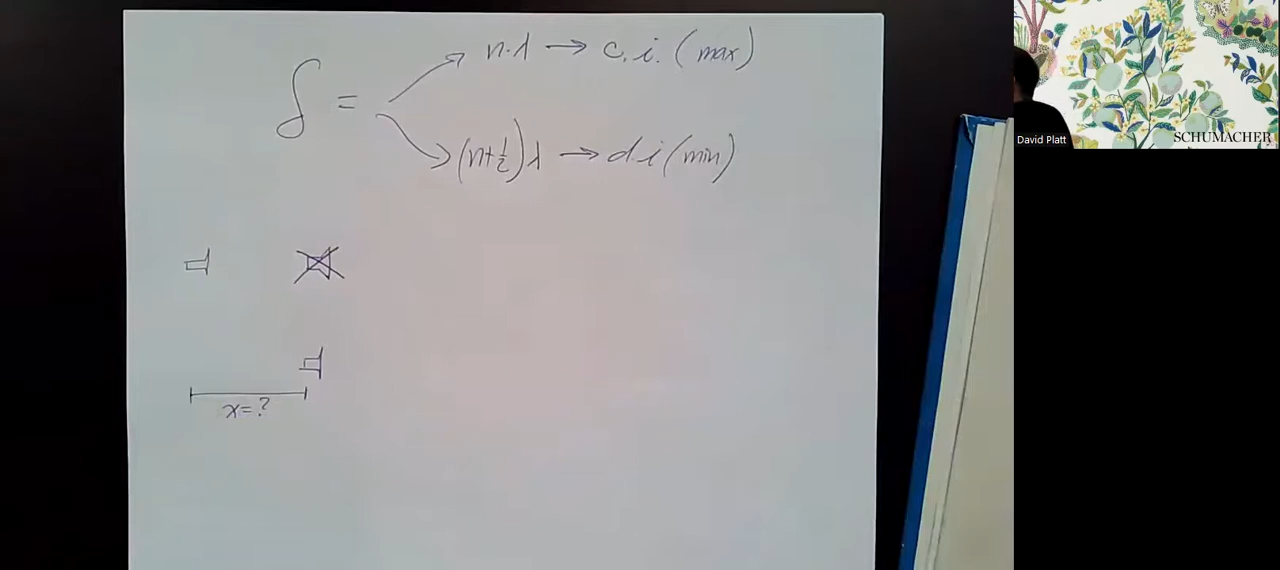 n·λ → c.i. (max)
δ =
(n+½)λ → d.i (min)
x=?
David Platt
SCHUMACHER